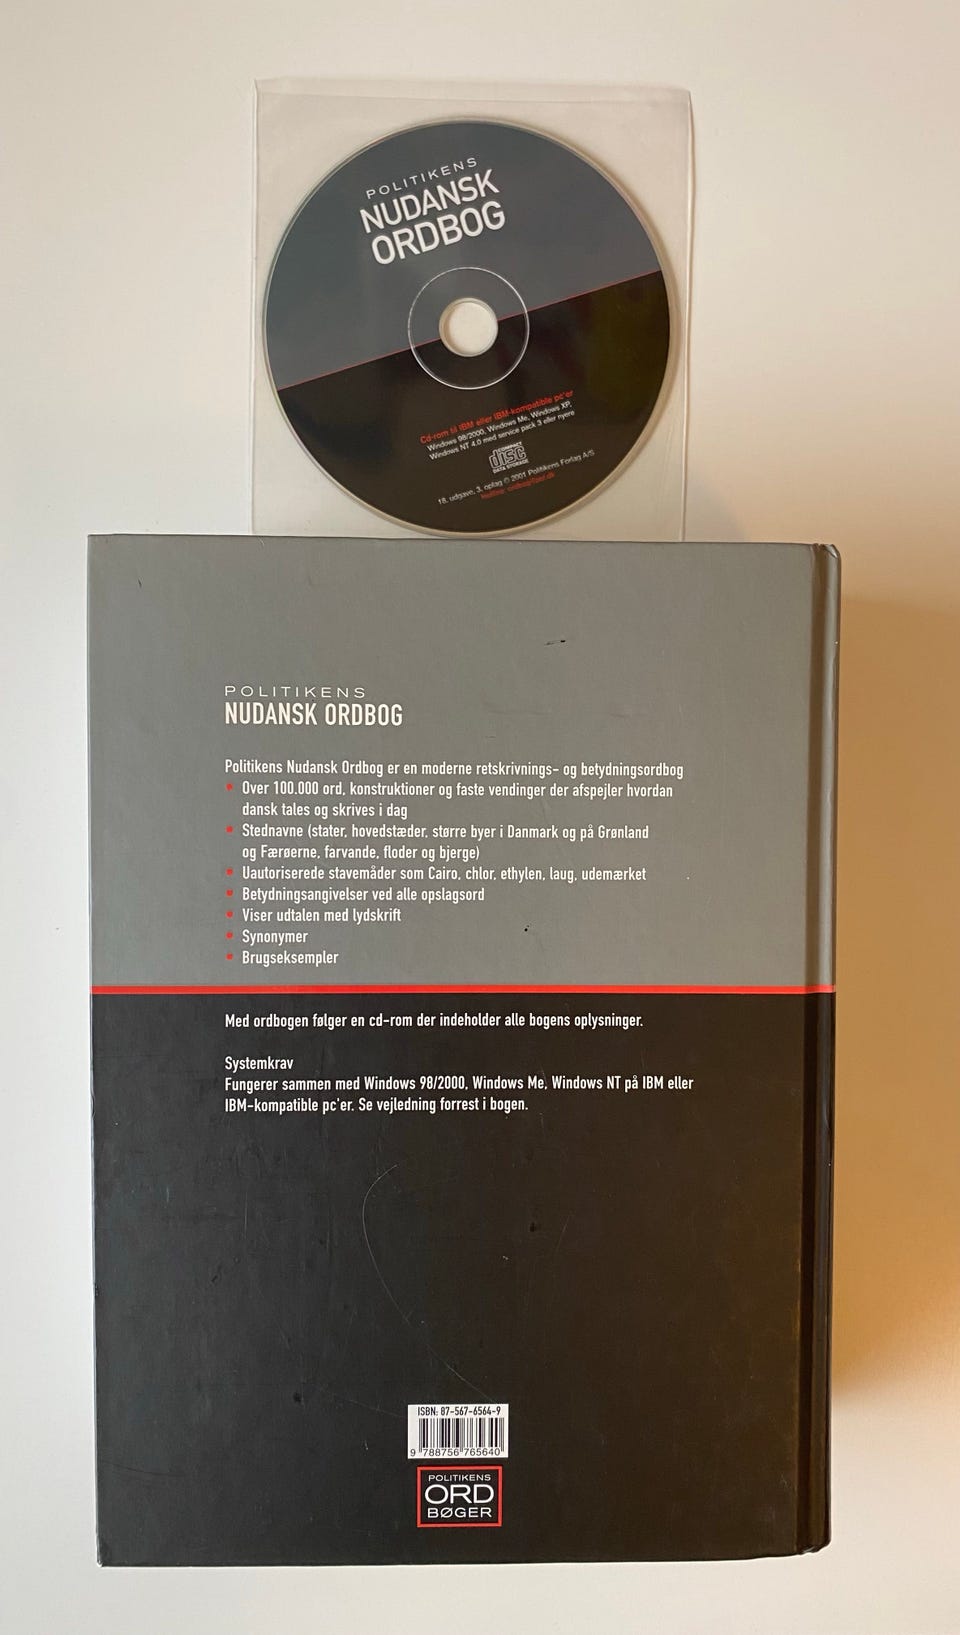 POLITIKENS
NUDANSK
ORDBOG
Cd-rom til IBM eller IBM-kompatible pc'er
Windows 98/2000, Windows Me, Windows XP,
Windows NT 4.0 med service pack 3 eller nyere
COMPACT
disc
DATA STORAGE
18. udgave, 3. oplag © 2001 Politikens Forlag A/S
POLITIKENS
NUDANSK ORDBOG
Politikens Nudansk Ordbog er en moderne retskrivnings- og betydningsordbog
• Over 100.000 ord, konstruktioner og faste vendinger der afspejler hvordan
dansk tales og skrives i dag
• Stednavne (stater, hovedstæder, større byer i Danmark og på Grønland
og Færøerne, farvande, floder og bjerge)
• Uautoriserede stavemåder som Cairo, chlor, ethylen, laug, udemærket
• Betydningsangivelser ved alle opslagsord
• Viser udtalen med lydskrift
• Synonymer
• Brugseksempler
Med ordbogen følger en cd-rom der indeholder alle bogens oplysninger.
Systemkrav
Fungerer sammen med Windows 98/2000, Windows Me, Windows NT på IBM eller
IBM-kompatible pc'er. Se vejledning forrest i bogen.
ISBN: 87-567-6564-9
9 788756 765640
POLITIKENS
ORD
BØGER